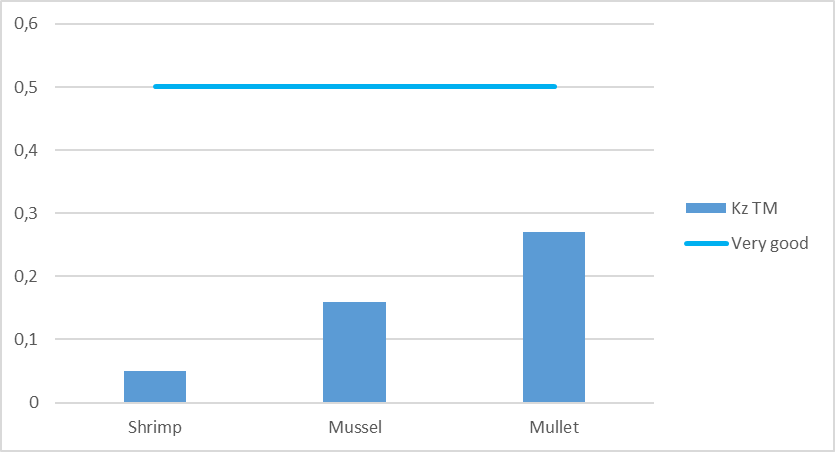 0,6
0,5
0,4
0,3
0,2
0,1
0
Shrimp
Mussel
Mullet
Kz TM
Very good